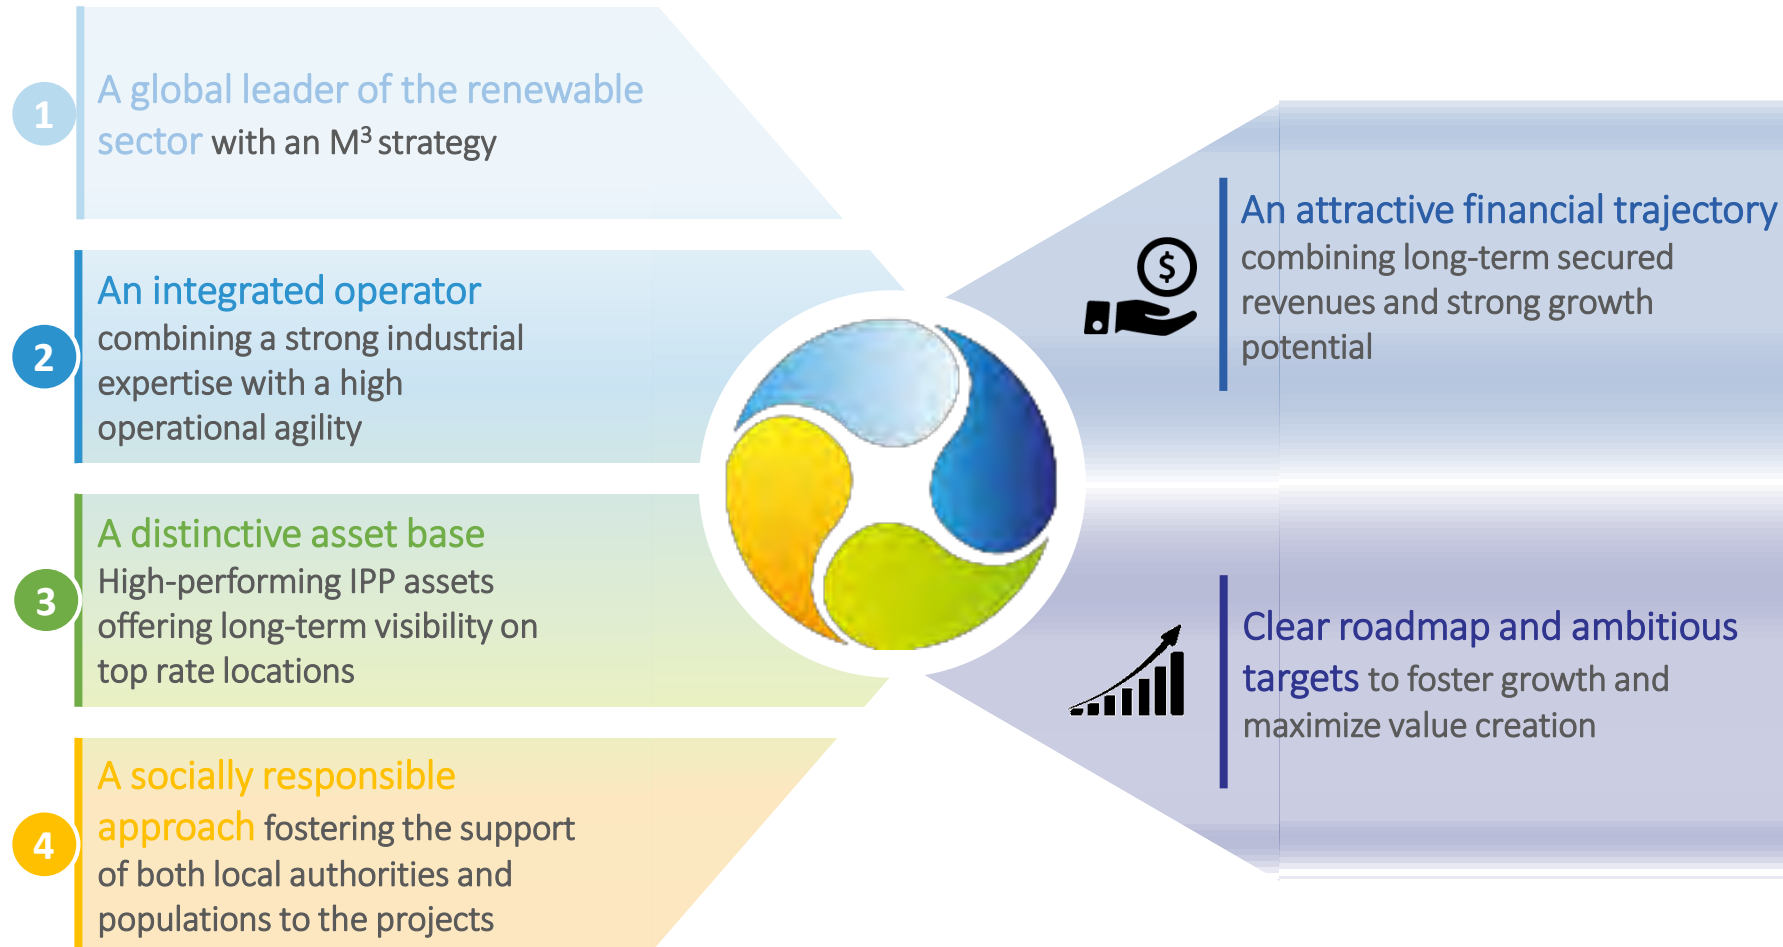 1
A global leader of the renewable
sector with an M³ strategy
2
An integrated operator
combining a strong industrial
expertise with a high
operational agility
3
A distinctive asset base
High-performing IPP assets
offering long-term visibility on
top rate locations
4
A socially responsible
approach fostering the support
of both local authorities and
populations to the projects
$
An attractive financial trajectory
combining long-term secured
revenues and strong growth
potential
Clear roadmap and ambitious
targets to foster growth and
maximize value creation